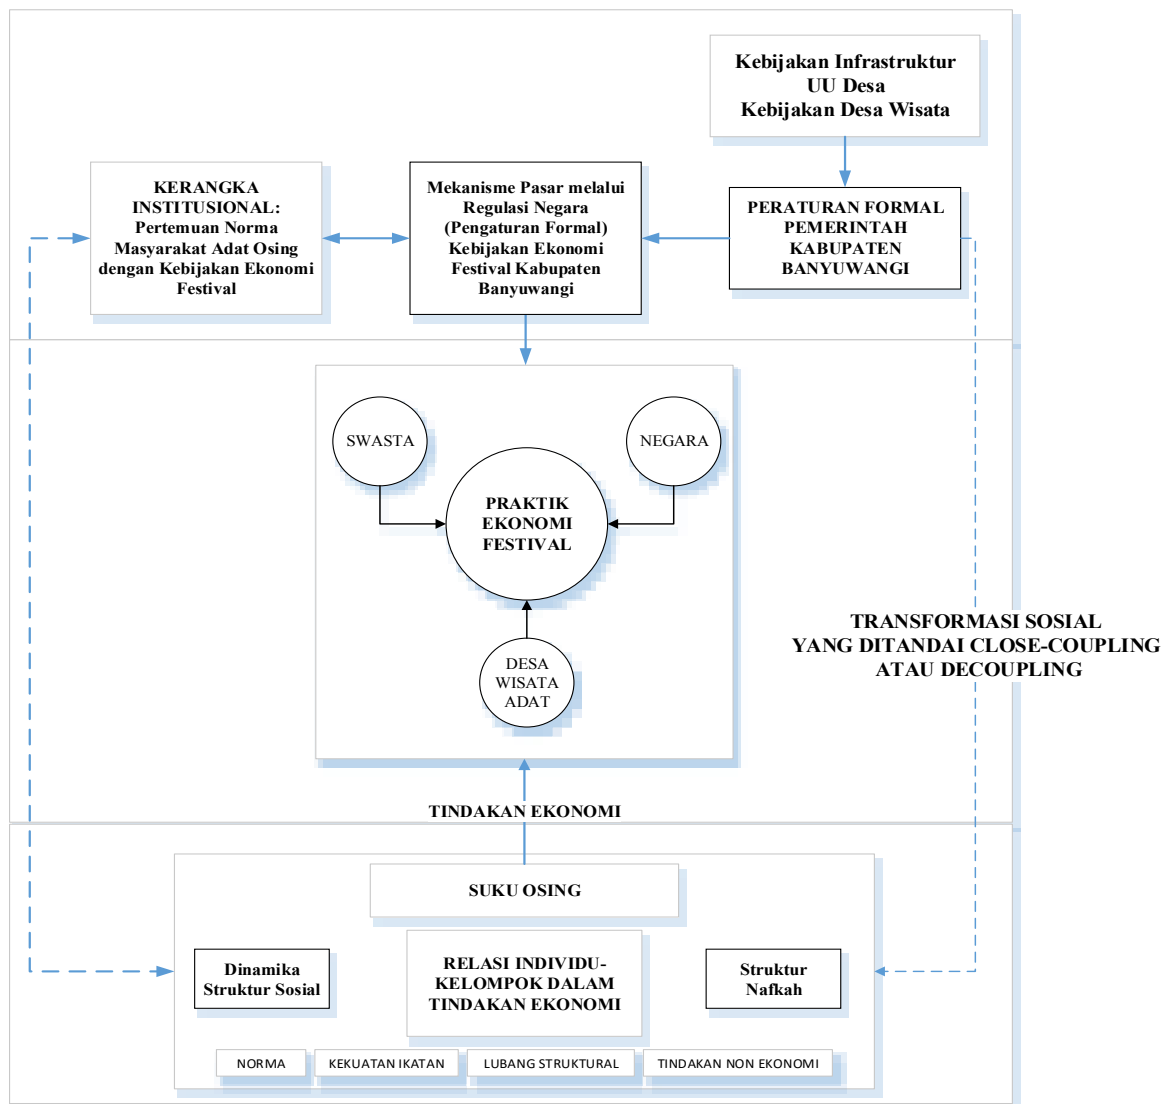 Kebijakan Infrastruktur
UU Desa
Kebijakan Desa Wisata
KERANGKA
INSTITUSIONAL:
Pertemuan Norma
Masyarakat Adat Osing
dengan Kebijakan Ekonomi
Festival
Mekanisme Pasar melalui
Regulasi Negara
(Pengaturan Formal)
Kebijakan Ekonomi
Festival Kabupaten
Banyuwangi
PERATURAN FORMAL
PEMERINTAH
KABUPATEN
BANYUWANGI
SWASTA
NEGARA
PRAKTIK
EKONOMI
FESTIVAL
DESA
WISATA
ADAT
TRANSFORMASI SOSIAL
YANG DITANDAI CLOSE-COUPLING
ATAU DECOUPLING
TINDAKAN EKONOMI
SUKU OSING
Dinamika
Struktur Sosial
RELASI INDIVIDU-
KELOMPOK DALAM
TINDAKAN EKONOMI
Struktur
Nafkah
NORMA
KEKUATAN IKATAN
LUBANG STRUKTURAL
TINDAKAN NON EKONOMI